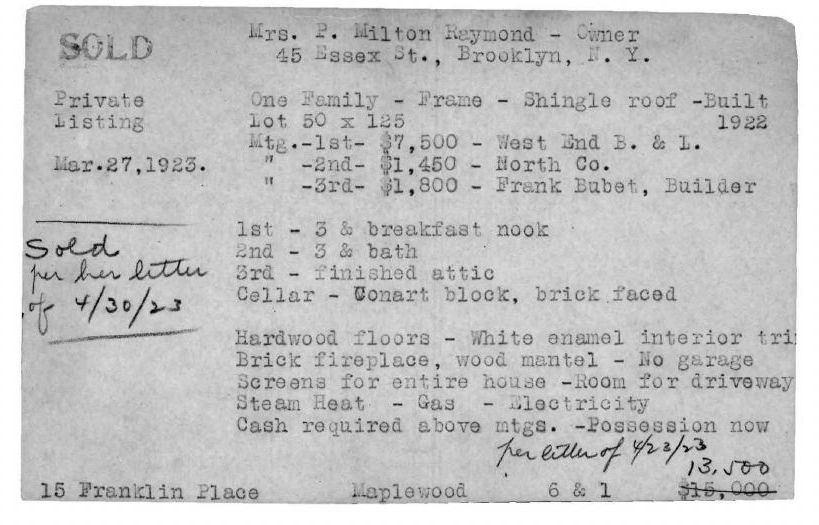 SOLD
Mrs. P. Milton Raymond - Owner
45 Essex St., Brooklyn, N. Y.
Private Listing
Mar.27,1923.
One Family - Frame - Shingle roof -Built 1922
Lot 50 x 125
Mtg.-1st- $7,500 - West End B. & L.
" -2nd- $1,450 - North Co.
" -3rd- $1,800 - Frank Bubet, Builder
Sold
per her letter
of 4/30/23
1st - 3 & breakfast nook
2nd - 3 & bath
3rd - finished attic
Cellar - Conart block, brick faced
Hardwood floors - White enamel interior tri
Brick fireplace, wood mantel - No garage
Screens for entire house -Room for driveway
Steam Heat - Gas - Electricity
Cash required above mtgs. -Possession now
per letter of 4/23/23
13,500
15 Franklin Place Maplewood 6 & 1 $15,000